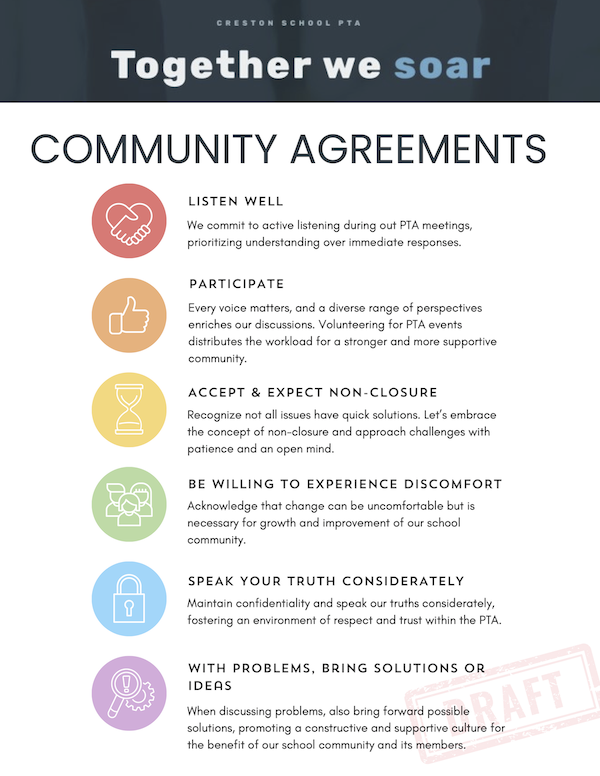 CRESTON SCHOOL PTA
Together we soar
COMMUNITY AGREEMENTS
LISTEN WELL
We commit to active listening during out PTA meetings,
prioritizing understanding over immediate responses.
PARTICIPATE
Every voice matters, and a diverse range of perspectives
enriches our discussions. Volunteering for PTA events
distributes the workload for a stronger and more supportive
community.
ACCEPT & EXPECT NON-CLOSURE
Recognize not all issues have quick solutions. Let's embrace
the concept of non-closure and approach challenges with
patience and an open mind.
BE WILLING TO EXPERIENCE DISCOMFORT
Acknowledge that change can be uncomfortable but is
necessary for growth and improvement of our school
community.
SPEAK YOUR TRUTH CONSIDERATELY
Maintain confidentiality and speak our truths considerately,
fostering an environment of respect and trust within the PTA.
WITH PROBLEMS, BRING SOLUTIONS OR
IDEAS
When discussing problems, also bring forward possible
solutions, promoting a constructive and supportive culture for
the benefit of our school community and its members.
DRAFT